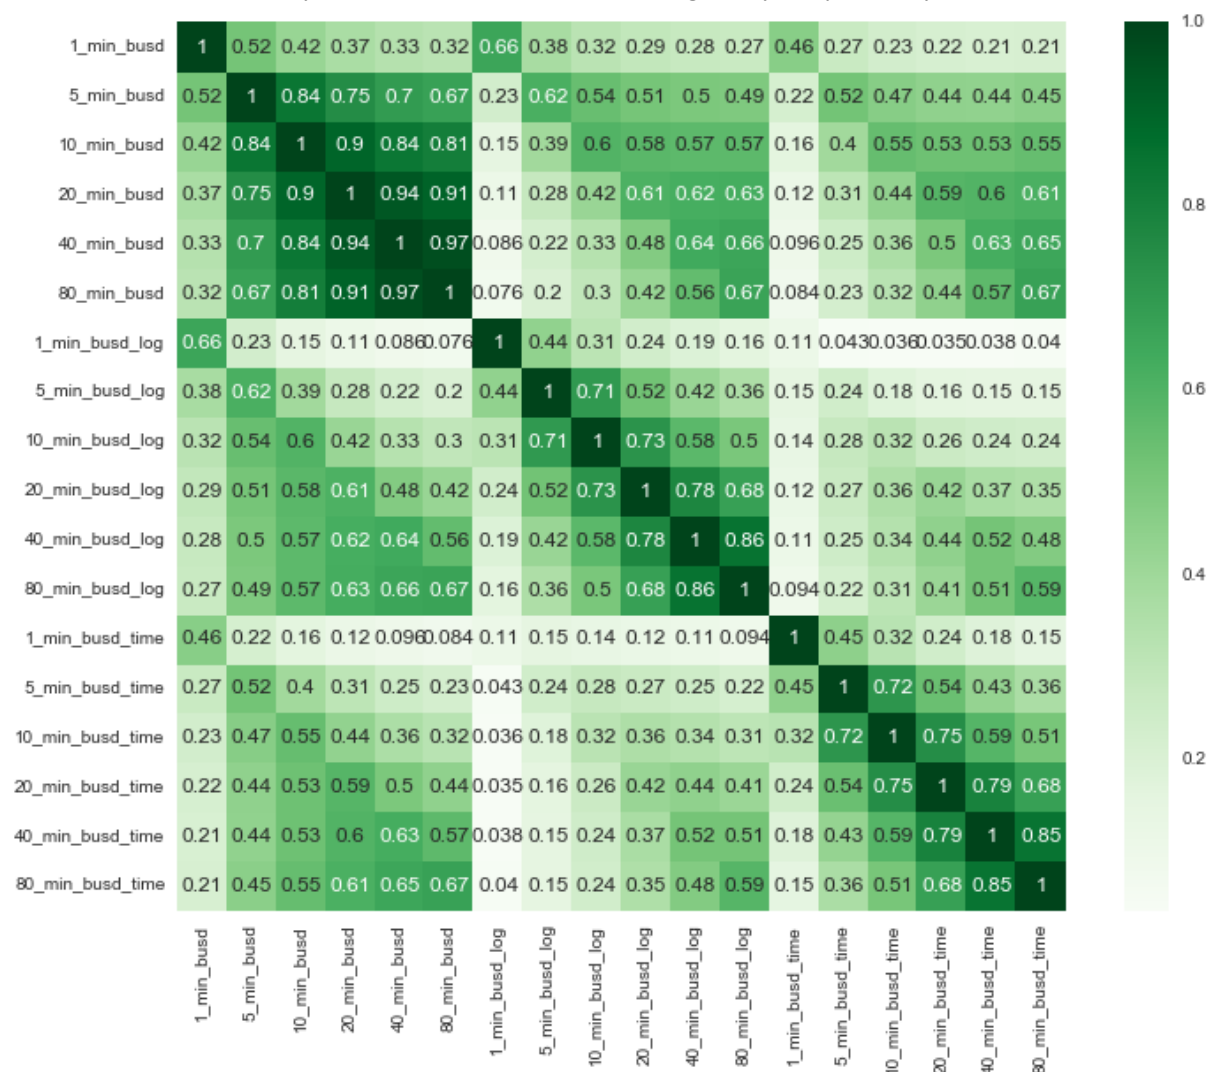 1.0
1_min_busd 1 0.52 0.42 0.37 0.33 0.32 0.66 0.38 0.32 0.29 0.28 0.27 0.46 0.27 0.23 0.22 0.21 0.21
5_min_busd 0.52 1 0.84 0.75 0.7 0.67 0.23 0.62 0.54 0.51 0.5 0.49 0.22 0.52 0.47 0.44 0.44 0.45
10_min_busd 0.42 0.84 1 0.9 0.84 0.81 0.15 0.39 0.6 0.58 0.57 0.57 0.16 0.4 0.55 0.53 0.53 0.55
20_min_busd 0.37 0.75 0.9 1 0.94 0.91 0.11 0.28 0.42 0.61 0.62 0.63 0.12 0.31 0.44 0.59 0.6 0.61
0.8
40_min_busd 0.33 0.7 0.84 0.94 1 0.97 0.086 0.22 0.33 0.48 0.64 0.66 0.096 0.25 0.36 0.5 0.63 0.65
80_min_busd 0.32 0.67 0.81 0.91 0.97 1 0.076 0.2 0.3 0.42 0.56 0.67 0.084 0.23 0.32 0.44 0.57 0.67
1_min_busd_log 0.66 0.23 0.15 0.11 0.086 0.076 1 0.44 0.31 0.24 0.19 0.16 0.11 0.043 0.036 0.035 0.038 0.04
5_min_busd_log 0.38 0.62 0.39 0.28 0.22 0.2 0.44 1 0.71 0.52 0.42 0.36 0.15 0.24 0.18 0.16 0.15 0.15
0.6
10_min_busd_log 0.32 0.54 0.6 0.42 0.33 0.3 0.31 0.71 1 0.73 0.58 0.5 0.14 0.28 0.32 0.26 0.24 0.24
20_min_busd_log 0.29 0.51 0.58 0.61 0.48 0.42 0.24 0.52 0.73 1 0.78 0.68 0.12 0.27 0.36 0.42 0.37 0.35
40_min_busd_log 0.28 0.5 0.57 0.62 0.64 0.56 0.19 0.42 0.58 0.78 1 0.86 0.11 0.25 0.34 0.44 0.52 0.48
0.4
80_min_busd_log 0.27 0.49 0.57 0.63 0.66 0.67 0.16 0.36 0.5 0.68 0.86 1 0.094 0.22 0.31 0.41 0.51 0.59
1_min_busd_time 0.46 0.22 0.16 0.12 0.096 0.084 0.11 0.15 0.14 0.12 0.11 0.094 1 0.45 0.32 0.24 0.18 0.15
5_min_busd_time 0.27 0.52 0.4 0.31 0.25 0.23 0.043 0.24 0.28 0.27 0.25 0.22 0.45 1 0.72 0.54 0.43 0.36
10_min_busd_time 0.23 0.47 0.55 0.44 0.36 0.32 0.036 0.18 0.32 0.36 0.34 0.31 0.32 0.72 1 0.75 0.59 0.51
0.2
20_min_busd_time 0.22 0.44 0.53 0.59 0.5 0.44 0.035 0.16 0.26 0.42 0.44 0.41 0.24 0.54 0.75 1 0.79 0.68
40_min_busd_time 0.21 0.44 0.53 0.6 0.63 0.57 0.038 0.15 0.24 0.37 0.52 0.51 0.18 0.43 0.59 0.79 1 0.85
80_min_busd_time 0.21 0.45 0.55 0.61 0.65 0.67 0.04 0.15 0.24 0.35 0.48 0.59 0.15 0.36 0.51 0.68 0.85 1
1_min_busd
5_min_busd
10_min_busd
20_min_busd
40_min_busd
80_min_busd
1_min_busd_log
5_min_busd_log
10_min_busd_log
20_min_busd_log
40_min_busd_log
80_min_busd_log
1_min_busd_time
5_min_busd_time
10_min_busd_time
20_min_busd_time
40_min_busd_time
80_min_busd_time